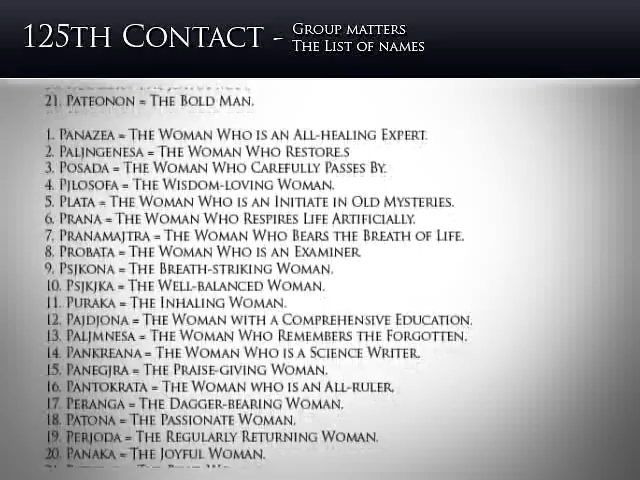 125th Contact - Group matters
The List of names
21. Pateonon = The Bold Man.
1. Panazea = The Woman Who is an All-healing Expert.
2. Paljngenesa = The Woman Who Restore.s
3. Posada = The Woman Who Carefully Passes By.
4. Pjlosofa = The Wisdom-loving Woman.
5. Plata = The Woman Who is an Initiate in Old Mysteries.
6. Prana = The Woman Who Respires Life Artificially.
7. Pranamajtra = The Woman Who Bears the Breath of Life.
8. Probata = The Woman Who is an Examiner.
9. Psjkona = The Breath-striking Woman.
10. Psjkjka = The Well-balanced Woman.
11. Puraka = The Inhaling Woman.
12. Pajdjona = The Woman with a Comprehensive Education.
13. Paljmnesa = The Woman Who Remembers the Forgotten.
14. Pankreana = The Woman Who is a Science Writer.
15. Panegjra = The Praise-giving Woman.
16. Pantokrata = The Woman who is an All-ruler.
17. Peranga = The Dagger-bearing Woman.
18. Patona = The Passionate Woman.
19. Perjoda = The Regularly Returning Woman.
20. Panaka = The Joyful Woman.